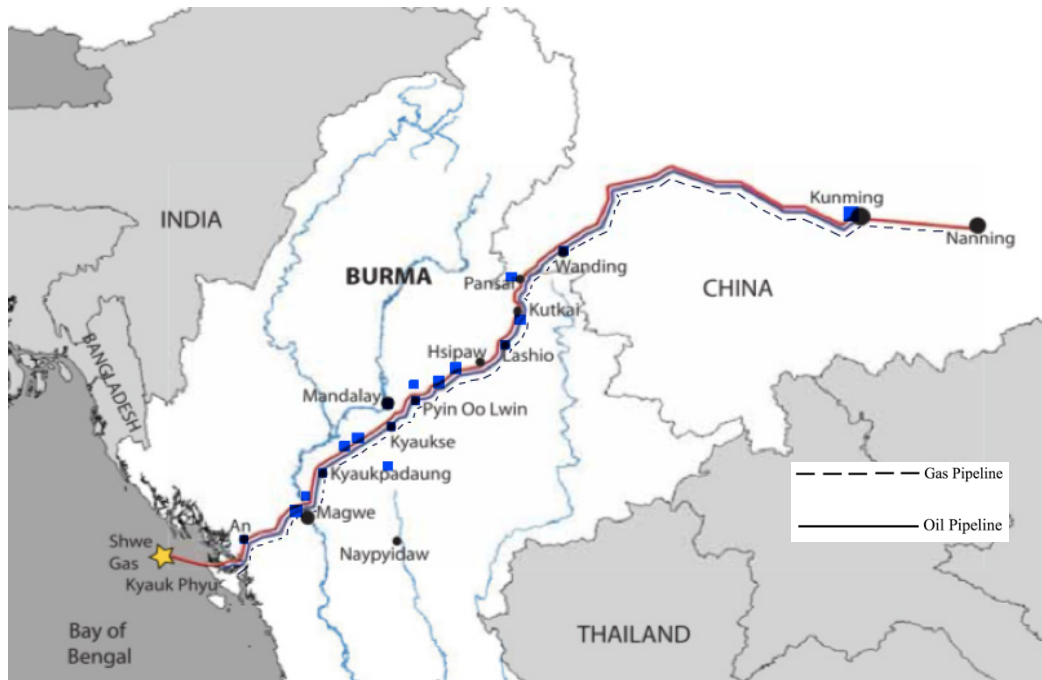 Kunming
INDIA
Nanning
Wanding
BURMA
Pansai
CHINA
Kutkai
BANGLADESH
Hsipaw
Lashio
Mandalay
Pyin Oo Lwin
Kyaukse
Kyaukpadaung
Gas Pipeline
Magwe
An
Oil Pipeline
Shwe
Gas
Naypyidaw
Kyauk Phyu
Bay of
Bengal
THAILAND